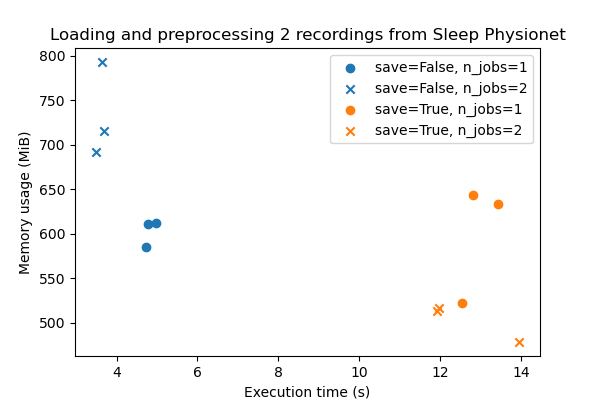 Loading and preprocessing 2 recordings from Sleep Physionet
800
750
700
650
600
550
500
Memory usage (MiB)
save=False, n_jobs=1
save=False, n_jobs=2
save=True, n_jobs=1
save=True, n_jobs=2
4 6 8 10 12 14
Execution time (s)